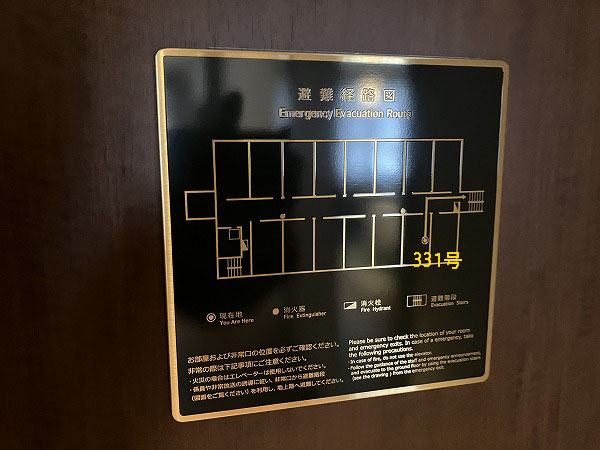 避難経路図
Emergency Evacuation Route
331号
現在地
You Are Here
消火器
Fire Extinguisher
消火栓
Fire Hydrant
避難階段
Evacuation Stairs
お部屋および非常口の位置を必ずご確認ください。
非常の際は下記事項にご注意ください。
・火災の場合はエレベーターは使用しないでください。
・係員や非常放送の誘導に従い、非常口から避難階段
(図面をご覧ください)を利用し、地上階へ避難してください。
Please be sure to check the location of your room
and emergency exits. In case of a emergency, take
the following precautions.
・In case of fire, do not use the elevator.
・Follow the guidance of the staff and emergency announcement,
and evacuate to the ground floor by using the evacuation stairs
(see the drawing) from the emergency exit.